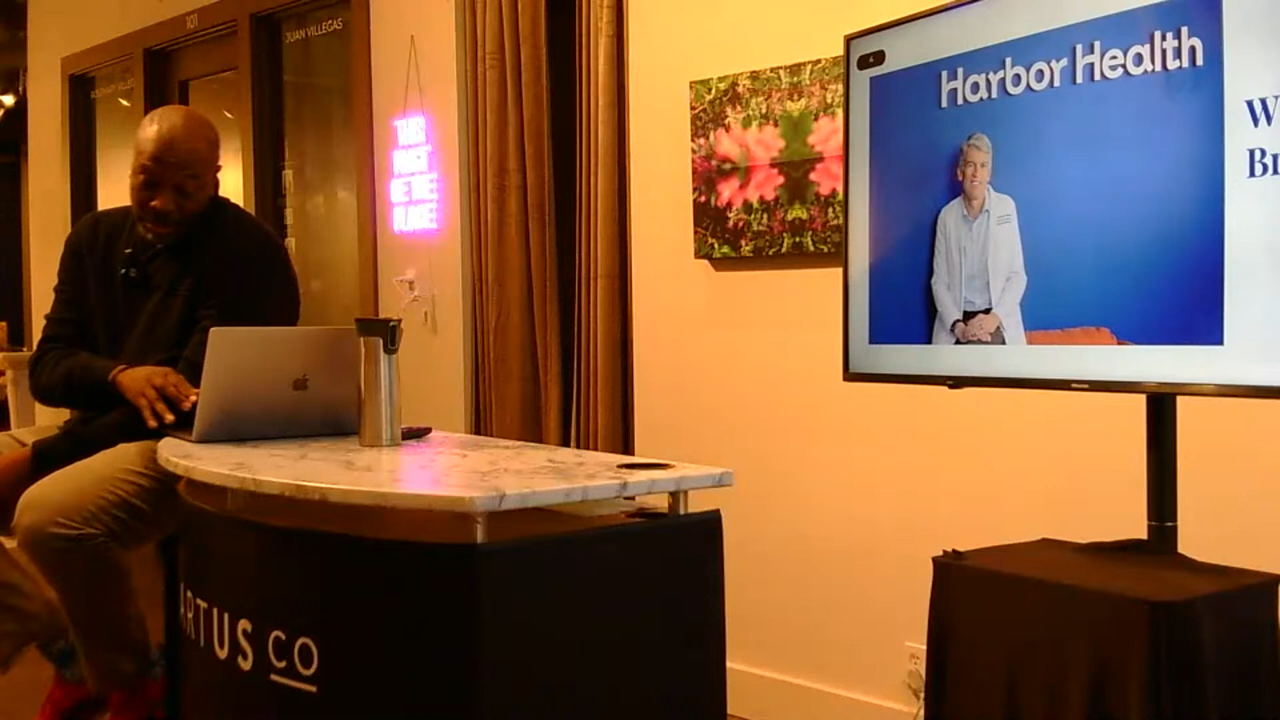 101
JUAN VILLEGAS
THIS
MUST
BE THE
PLACE
Harbor Health
ARTUS CO